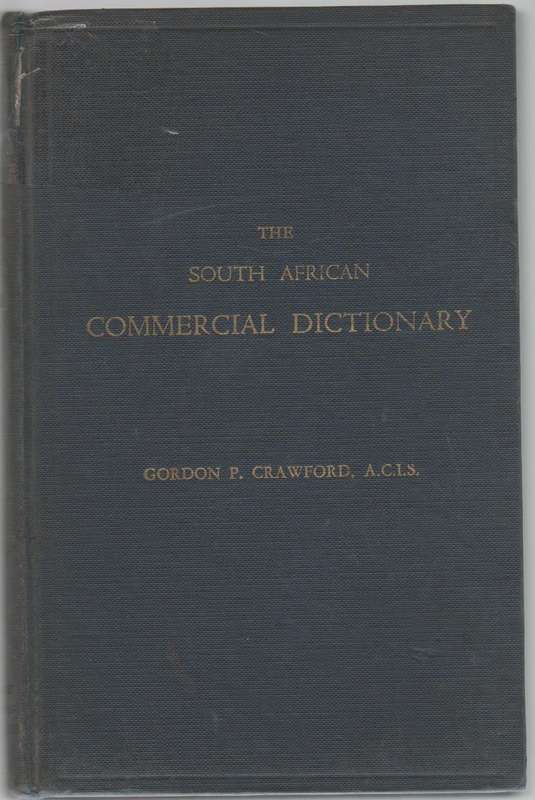 THE
SOUTH AFRICAN
COMMERCIAL DICTIONARY
GORDON P. CRAWFORD, A.C.I.S.